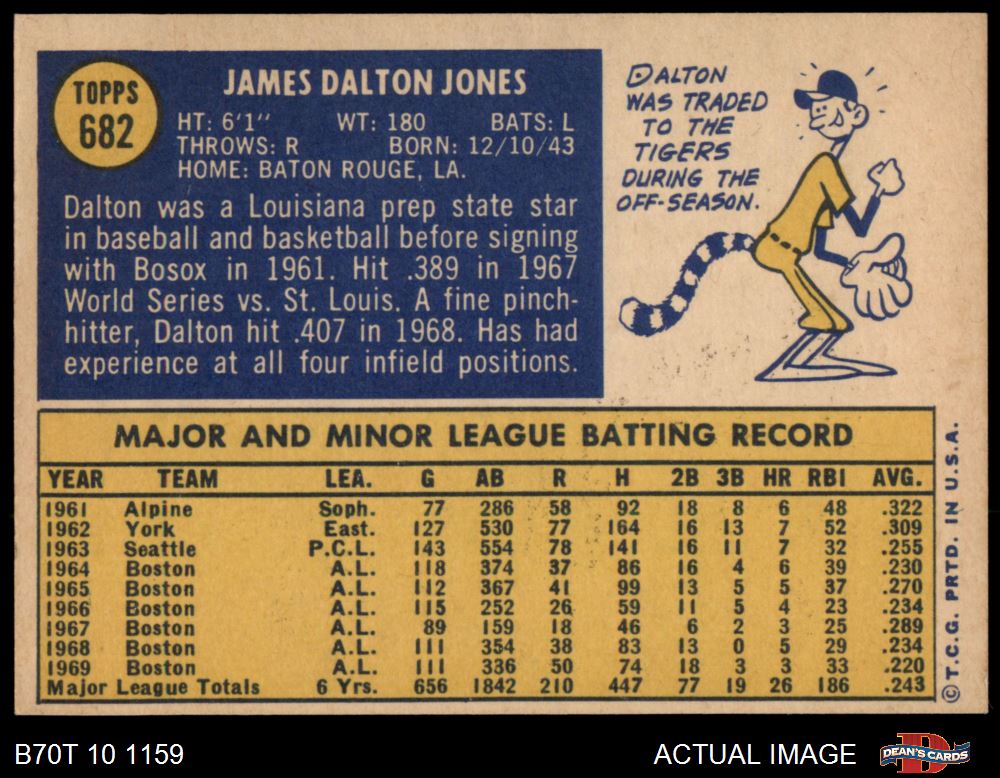 TOPPS
682
JAMES DALTON JONES
HT: 6'1" WT: 180 BATS: L
THROWS: R BORN: 12/10/43
HOME: BATON ROUGE, LA.
Dalton was a Louisiana prep state star
in baseball and basketball before signing
with Bosox in 1961. Hit .389 in 1967
World Series vs. St. Louis. A fine pinch-
hitter, Dalton hit .407 in 1968. Has had
experience at all four infield positions.
DALTON
WAS TRADED
TO THE
TIGERS
DURING THE
OFF-SEASON.
MAJOR AND MINOR LEAGUE BATTING RECORD
YEAR TEAM LEA. G AB R H 2B 3B HR RBI AVG.
1961 Alpine Soph. 77 286 58 92 18 8 6 48 .322
1962 York East. 127 530 77 164 16 13 7 52 .309
1963 Seattle P.C.L. 143 554 78 141 16 11 7 32 .255
1964 Boston A.L. 118 374 37 86 16 4 6 39 .230
1965 Boston A.L. 112 367 41 99 13 5 5 37 .270
1966 Boston A.L. 115 252 26 59 11 5 4 23 .234
1967 Boston A.L. 89 159 18 46 6 2 3 25 .289
1968 Boston A.L. 111 354 38 83 13 0 5 29 .234
1969 Boston A.L. 111 336 50 74 18 3 3 33 .220
Major League Totals 6 Yrs. 656 1842 210 447 77 19 26 186 .243
© T.C.G. PRTD. IN U.S.A.
B70T 10 1159
ACTUAL IMAGE
DEAN'S CARDS